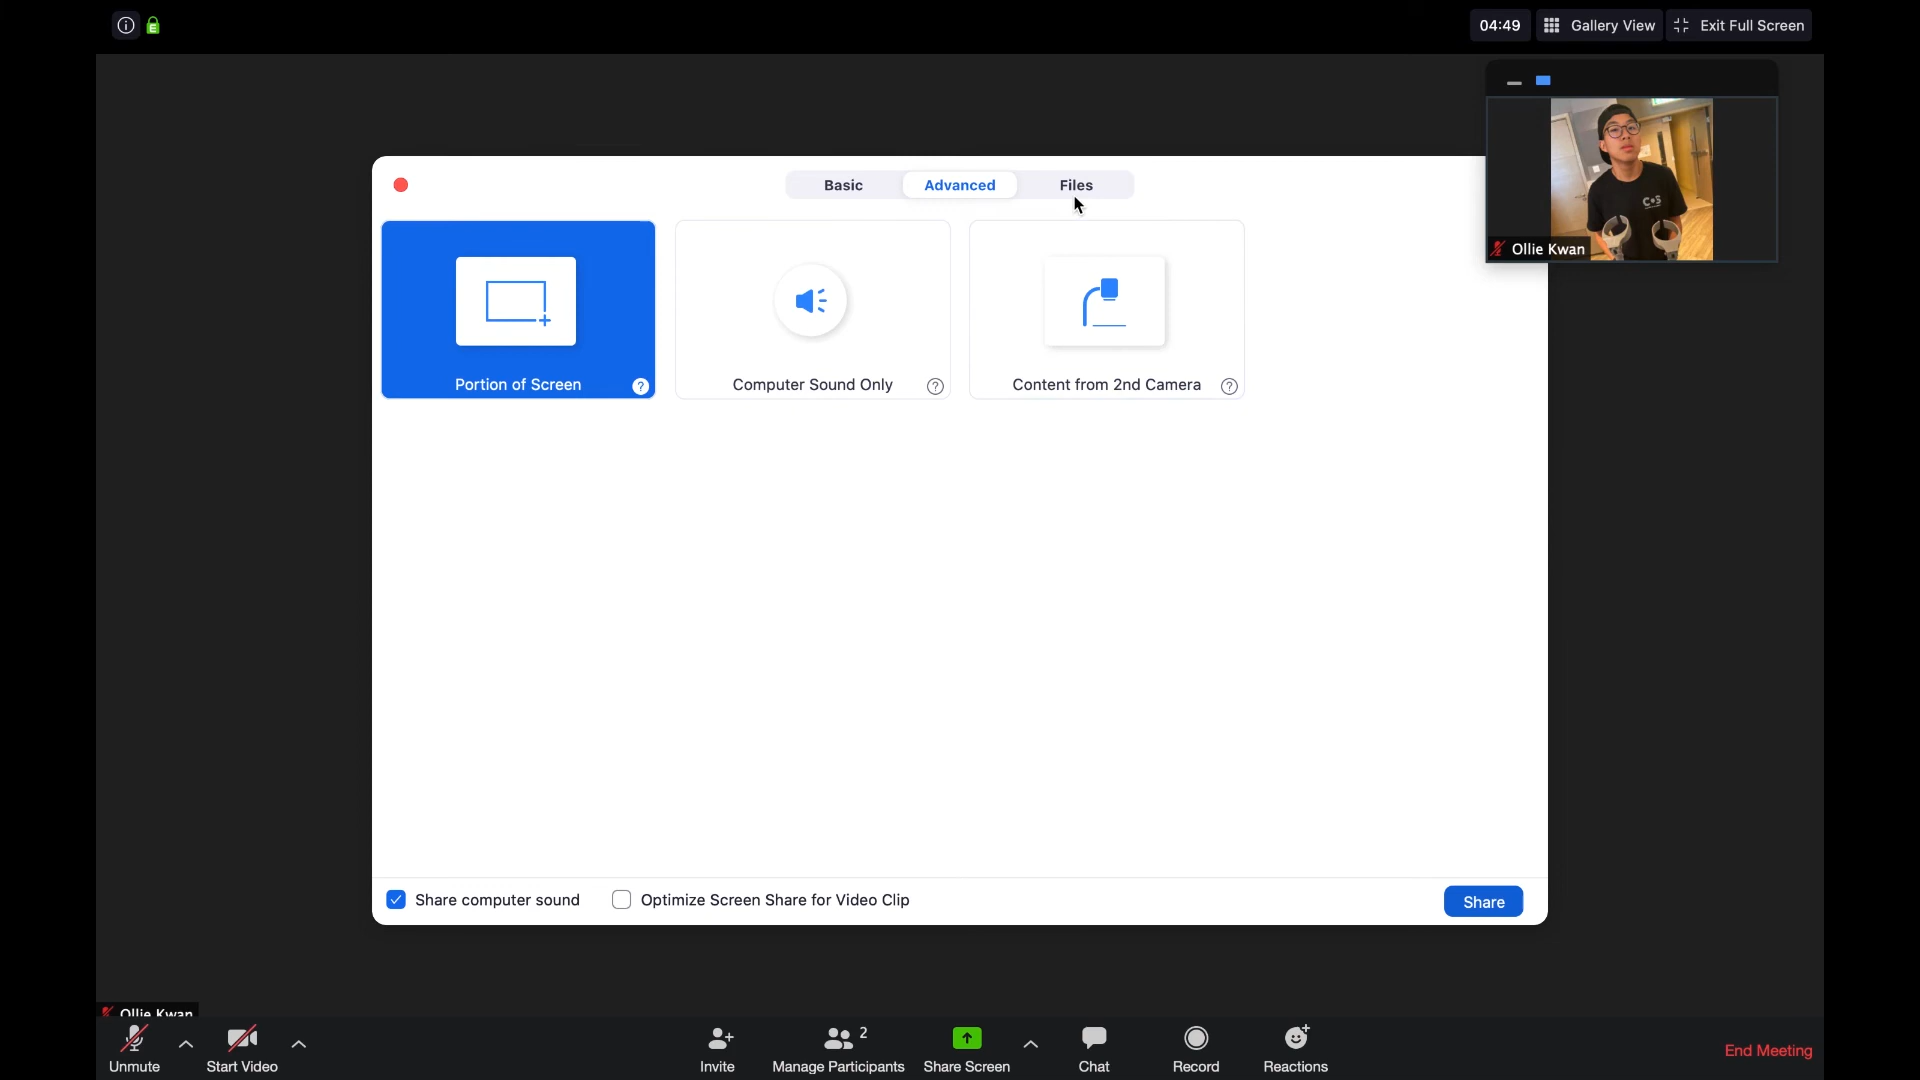 04:49
Gallery View
Exit Full Screen
Basic
Advanced
Files
C•S
Ollie Kwan
Portion of Screen
?
Computer Sound Only
?
Content from 2nd Camera
?
Share computer sound
Optimize Screen Share for Video Clip
Share
Ollie Kwan
Unmute
Start Video
Invite
2
Manage Participants
Share Screen
Chat
Record
Reactions
End Meeting